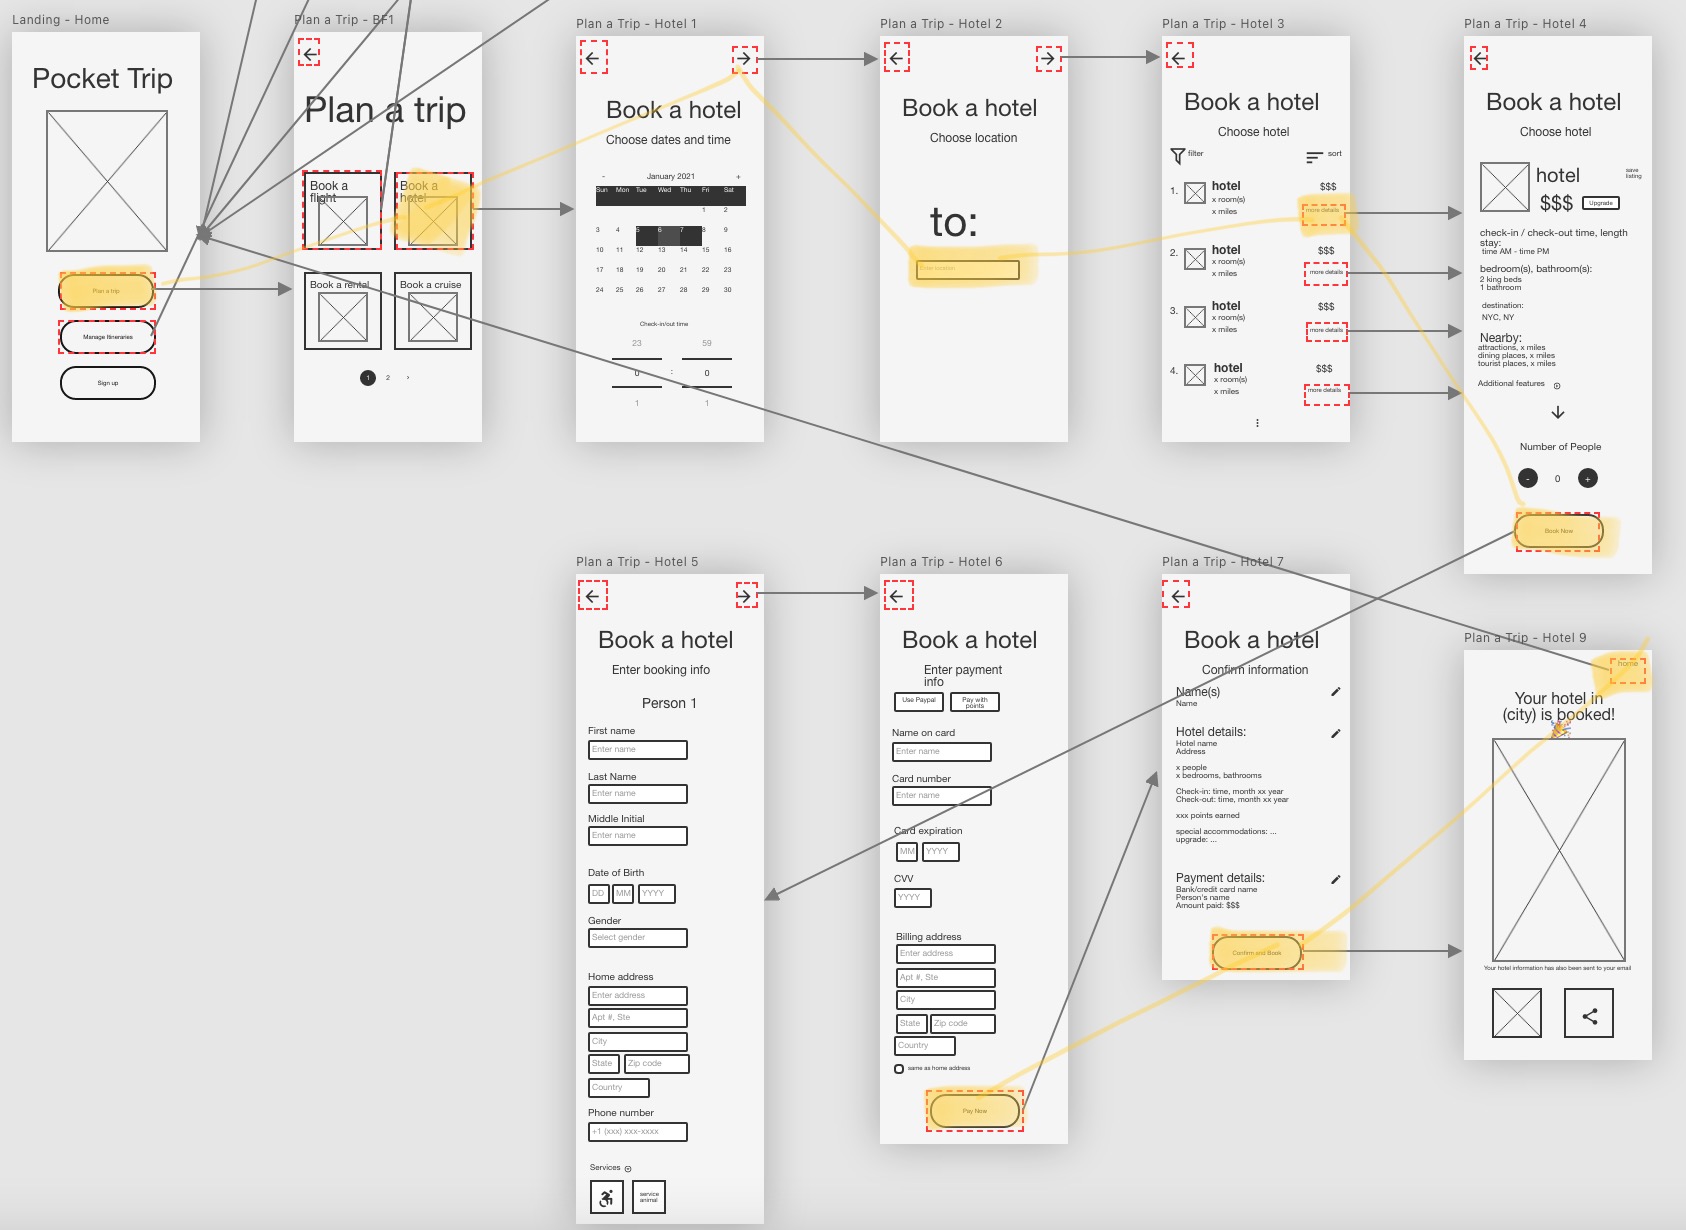 Landing - Home
Pocket Trip
Plan a trip
Manage Itineraries
Sign up
Plan a Trip - BF1
Plan a trip
Book a flight
Book a hotel
Book a rental
Book a cruise
1 2 ›
Plan a Trip - Hotel 1
Book a hotel
Choose dates and time
- January 2021 +
Sun Mon Tue Wed Thu Fri Sat
1 2
3 4 5 6 7 8 9
10 11 12 13 14 15 16
17 18 19 20 21 22 23
24 25 26 27 28 29 30
Check-in/out time
23 59
0 : 0
1 1
Plan a Trip - Hotel 2
Book a hotel
Choose location
to:
Enter location
Plan a Trip - Hotel 3
Book a hotel
Choose hotel
filter sort
1. hotel $$$
x room(s) more details
x miles
2. hotel $$$
x room(s)
x miles more details
3. hotel $$$
x room(s)
x miles more details
4. hotel $$$
x room(s)
x miles more details
Plan a Trip - Hotel 4
Book a hotel
Choose hotel
hotel
save
listing
$$$ Upgrade
check-in / check-out time, length
stay:
time AM - time PM
bedroom(s), bathroom(s):
2 king beds
1 bathroom
destination:
NYC, NY
Nearby:
attractions, x miles
dining places, x miles
tourist places, x miles
Additional features
Number of People
- 0 +
Book Now
Plan a Trip - Hotel 5
Book a hotel
Enter booking info
Person 1
First name
Enter name
Last Name
Enter name
Middle Initial
Enter name
Date of Birth
DD MM YYYY
Gender
Select gender
Home address
Enter address
Apt #, Ste
City
State Zip code
Country
Phone number
+1 (xxx) xxx-xxxx
Services
service
animal
Plan a Trip - Hotel 6
Book a hotel
Enter payment
info
Use Paypal
Pay with
points
Name on card
Enter name
Card number
Enter name
Card expiration
MM YYYY
CVV
YYYY
Billing address
Enter address
Apt #, Ste
City
State Zip code
Country
same as home address
Pay Now
Plan a Trip - Hotel 7
Book a hotel
Confirm information
Name(s)
Name
Hotel details:
Hotel name
Address
x people
x bedrooms, bathrooms
Check-in: time, month xx year
Check-out: time, month xx year
xxx points earned
special accommodations: ...
upgrade: ...
Payment details:
Bank/credit card name
Person's name
Amount paid: $$$
Confirm and Book
Plan a Trip - Hotel 9
home
Your hotel in
(city) is booked!
Your hotel information has also been sent to your email